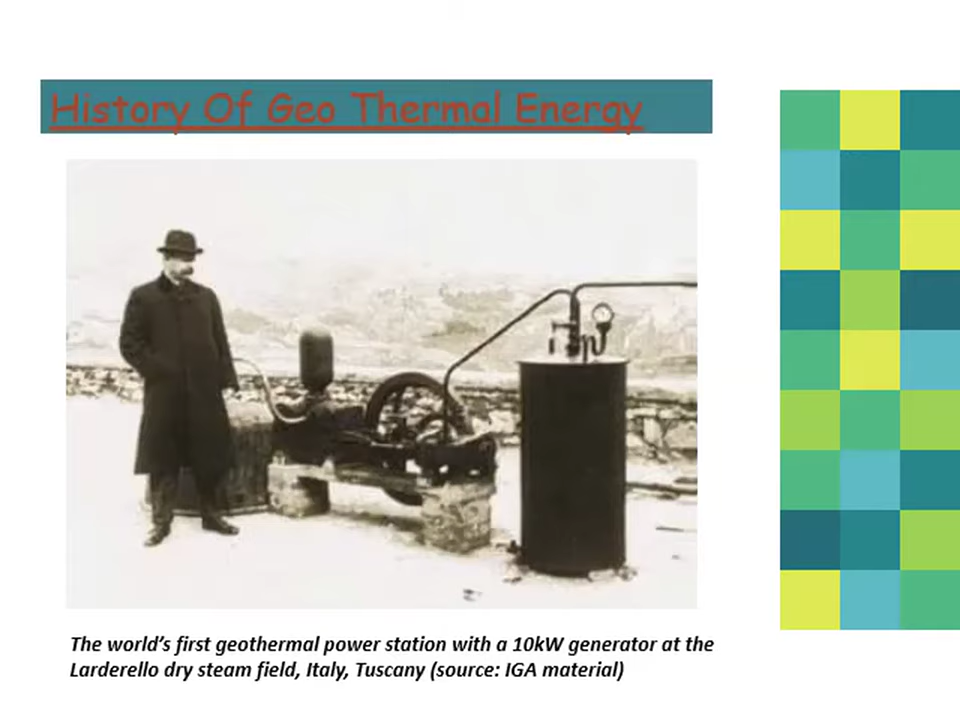 History Of Geo Thermal Energy
The world’s first geothermal power station with a 10kW generator at the
Larderello dry steam field, Italy, Tuscany (source: IGA material)